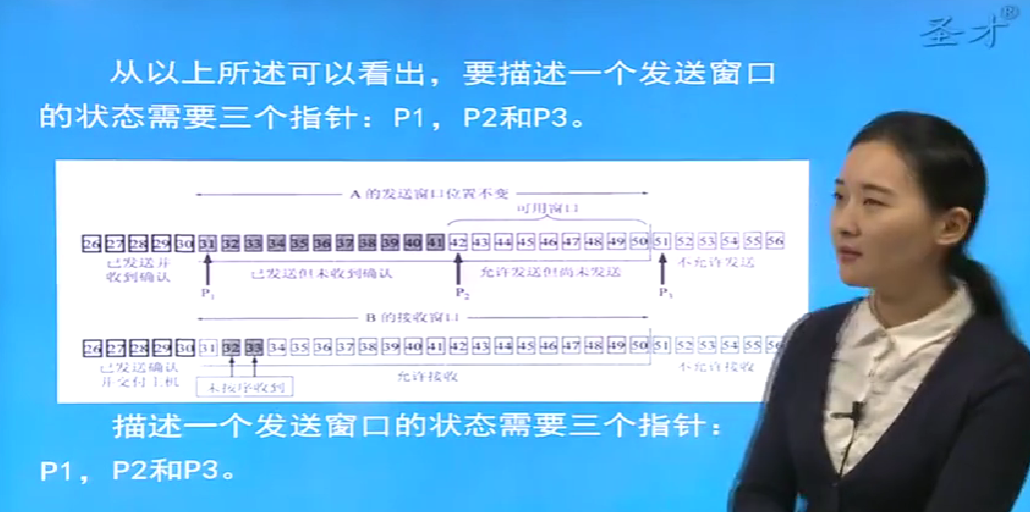 圣才®
从以上所述可以看出，要描述一个发送窗口
的状态需要三个指针：P1，P2和P3。
A 的发送窗口位置不变
可用窗口
26 27 28 29 30 31 32 33 34 35 36 37 38 39 40 41 42 43 44 45 46 47 48 49 50 51 52 53 54 55 56
已发送并
收到确认
已发送但未收到确认
允许发送但尚未发送
不允许发送
P1 P2 P3
B 的接收窗口
26 27 28 29 30 31 32 33 34 35 36 37 38 39 40 41 42 43 44 45 46 47 48 49 50 51 52 53 54 55 56
已发送确认
并交付主机
未按序收到
允许接收
不允许接收
描述一个发送窗口的状态需要三个指针：
P1，P2和P3。